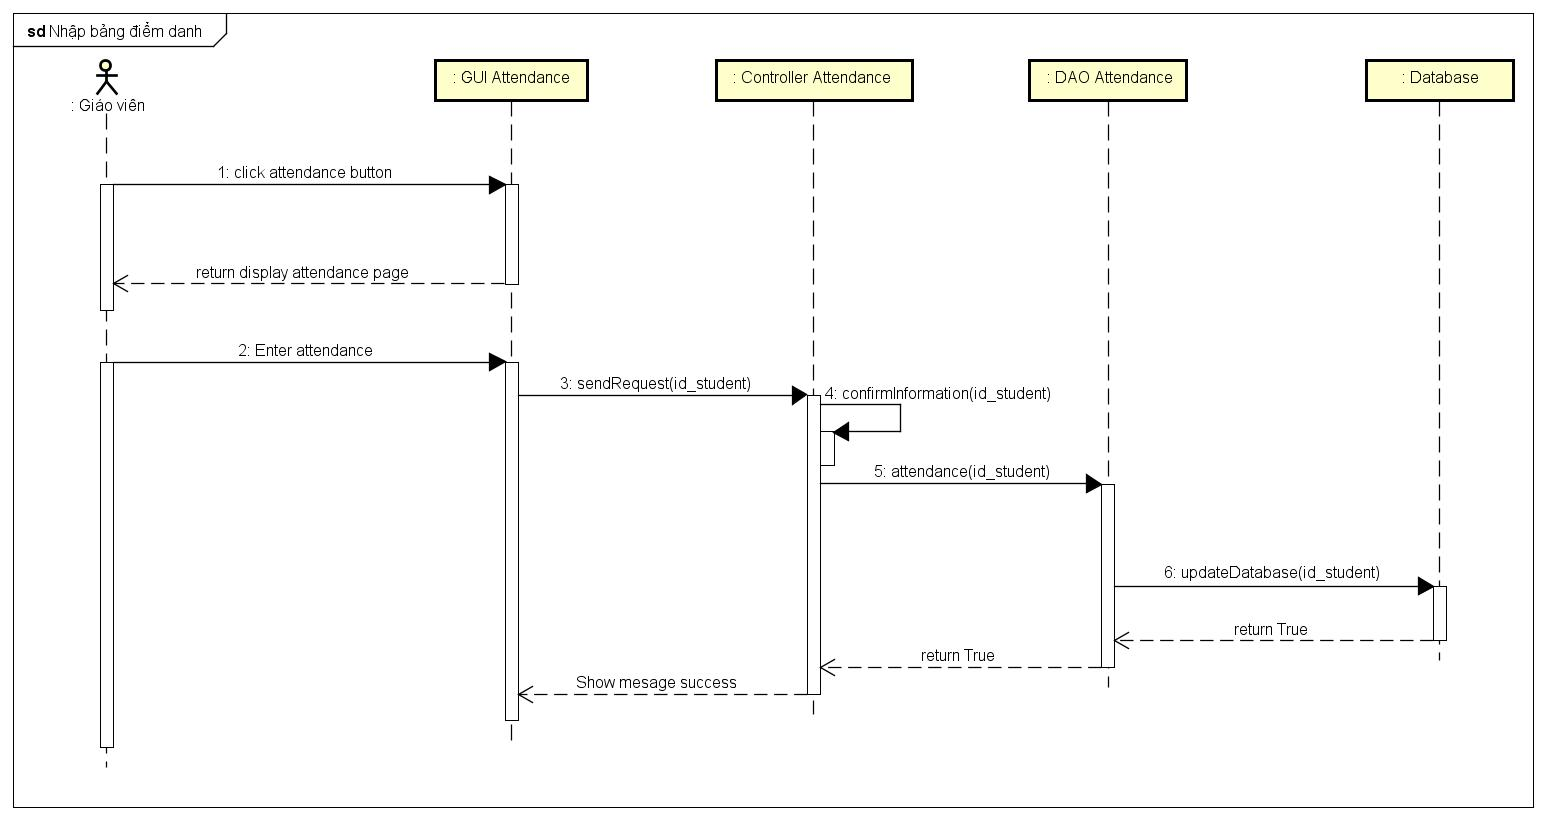 sd Nhập bảng điểm danh
: Giáo viên
: GUI Attendance
: Controller Attendance
: DAO Attendance
: Database
1: click attendance button
return display attendance page
2: Enter attendance
3: sendRequest(id_student)
4: confirmInformation(id_student)
5: attendance(id_student)
6: updateDatabase(id_student)
return True
return True
Show mesage success